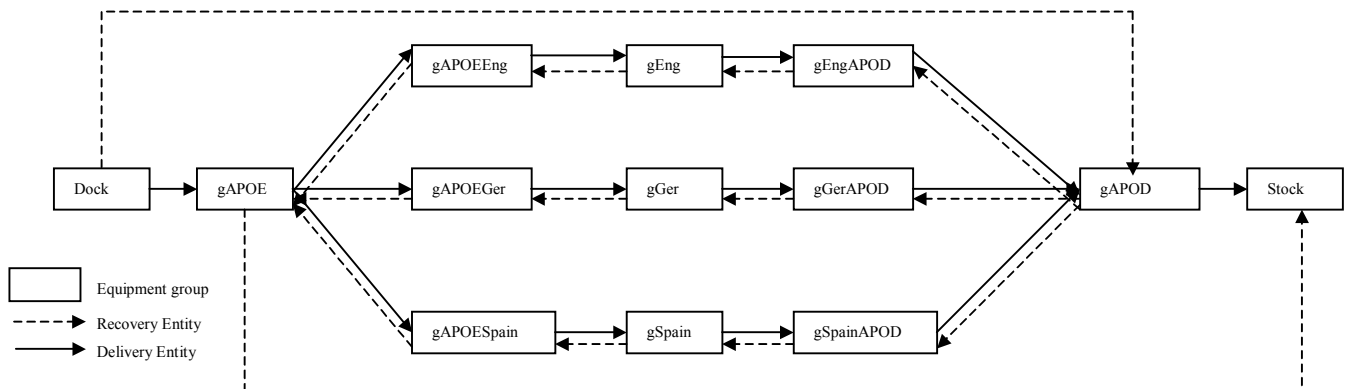 gAPOEEng
gEng
gEngAPOD
Dock
gAPOE
gAPOEGer
gGer
gGerAPOD
gAPOD
Stock
Equipment group
Recovery Entity
Delivery Entity
gAPOESpain
gSpain
gSpainAPOD